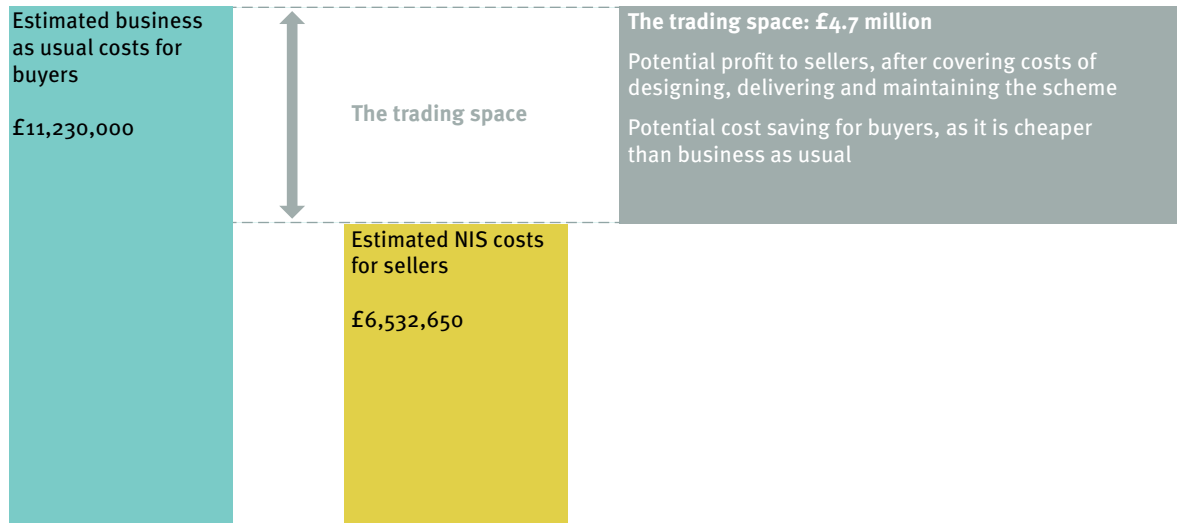 Estimated business
as usual costs for
buyers
£11,230,000
The trading space
The trading space: £4.7 million
Potential profit to sellers, after covering costs of
designing, delivering and maintaining the scheme
Potential cost saving for buyers, as it is cheaper
than business as usual
Estimated NIS costs
for sellers
£6,532,650